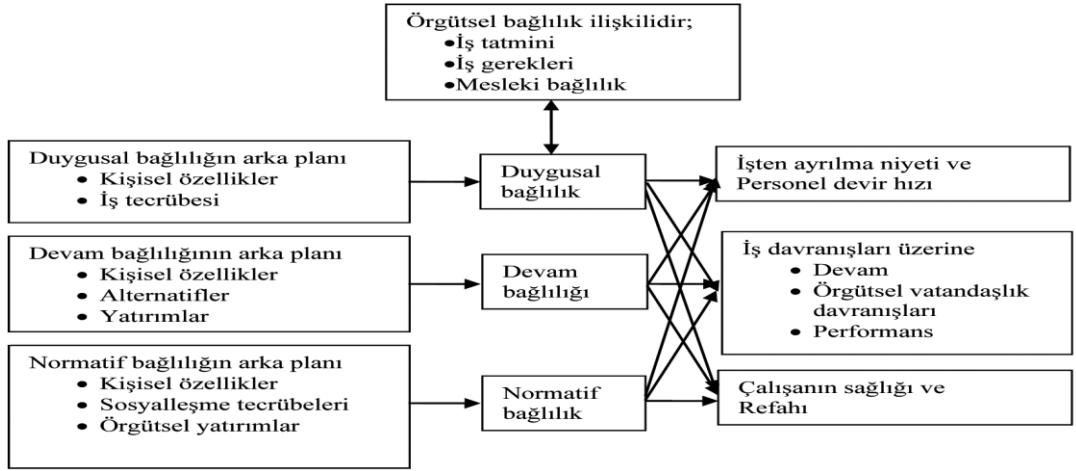 Örgütsel bağlılık ilişkilidir;
•İş tatmini
•İş gerekleri
•Mesleki bağlılık
Duygusal bağlılığın arka planı
• Kişisel özellikler
• İş tecrübesi
Duygusal
bağlılık
İşten ayrılma niyeti ve
Personel devir hızı
Devam bağlılığının arka planı
• Kişisel özellikler
• Alternatifler
• Yatırımlar
Devam
bağlılığı
İş davranışları üzerine
• Devam
• Örgütsel vatandaşlık
davranışları
• Performans
Normatif bağlılığın arka planı
• Kişisel özellikler
• Sosyalleşme tecrübeleri
• Örgütsel yatırımlar
Normatif
bağlılık
Çalışanın sağlığı ve
Refahı